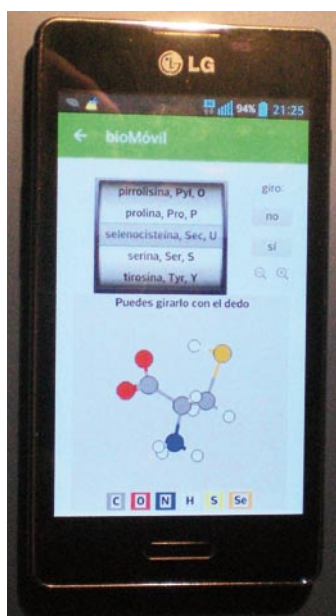 LG
94% 21:25
bioMóvil
pirrolisina, Pyl, O
prolina, Pro, P
selenocisteína, Sec, U
serina, Ser, S
tirosina, Tyr, Y
giro:
no
sí
Puedes girarlo con el dedo
C O N H S Se